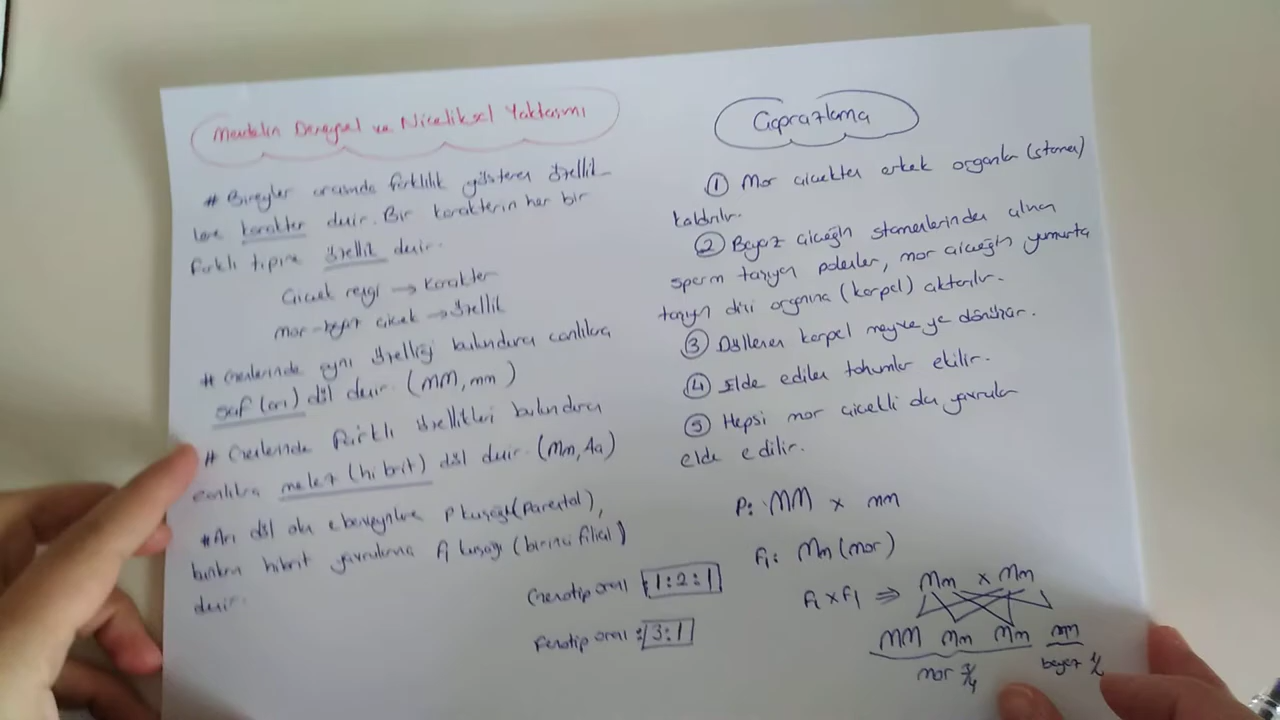 Mendelin Deneysel ve Niceliksel Yaklaşımı
# Bireyler arasında farklılık gösteren özellik-
lere karakter denir. Bir karakterin her bir
farklı tipine özellik denir.
Çiçek rengi → Karakter
mor-beyaz çiçek → özellik
# Genlerinde aynı özelliği bulunduran canlılara
saf (arı) döl denir. (MM, mm)
# Genlerinde farklı özellikleri bulunduran
canlılara melez (hibrit) döl denir. (Mm, Aa)
# Arı döl olan ebeveynlere P kuşağı (Parental),
bunların hibrit yavrularına F₁ kuşağı (birinci filial)
denir.
Genotip oranı : 1:2:1
Fenotip oranı : 3:1
Çaprazlama
① Mor çiçekten erkek organlar (stamen)
kaldırılır.
② Beyaz çiçeğin stamenlerinden alınan
sperm taşıyan polenler, mor çiçeğin yumurta
taşıyan dişi organına (karpel) aktarılır.
③ Döllenen karpel meyve ye dönüşür.
④ Elde edilen tohumlar ekilir.
⑤ Hepsi mor çiçekli olan yavrular
elde edilir.
P: MM x mm
F₁: Mm (mor)
F₁ x F₁ ⇒ Mm x Mm
MM Mm Mm mm
mor 3/4 beyaz 1/4